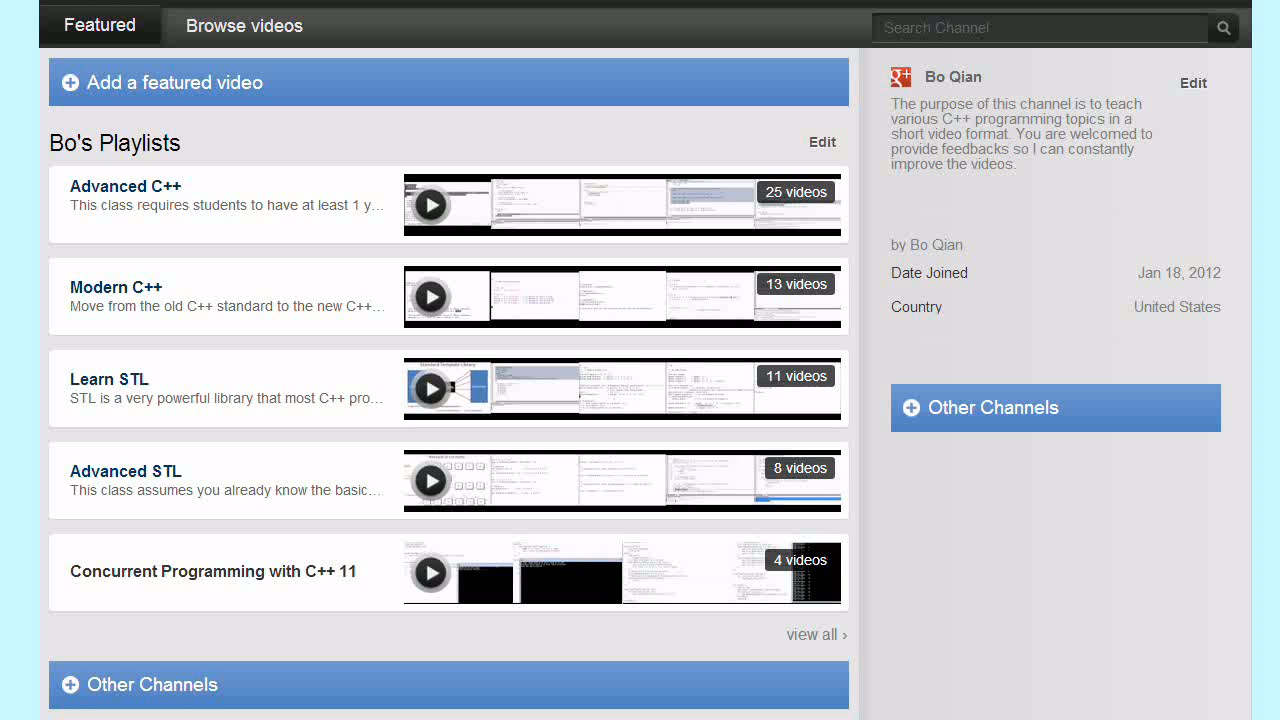 Featured
Browse videos
Search Channel
Add a featured video
Bo's Playlists
Edit
Advanced C++
This class requires students to have at least 1 y...
25 videos
Modern C++
Move from the old C++ standard to the new C++...
13 videos
Learn STL
STL is a very powerful library that most C++ pro...
Standard Template Library
11 videos
Advanced STL
This class assumes you already know the basic...
8 videos
Concurrent Programming with C++ 11
4 videos
view all ›
Other Channels
g+
Bo Qian
Edit
The purpose of this channel is to teach
various C++ programming topics in a
short video format. You are welcomed to
provide feedbacks so I can constantly
improve the videos.
by Bo Qian
Date Joined
Jan 18, 2012
Country
United States
Other Channels